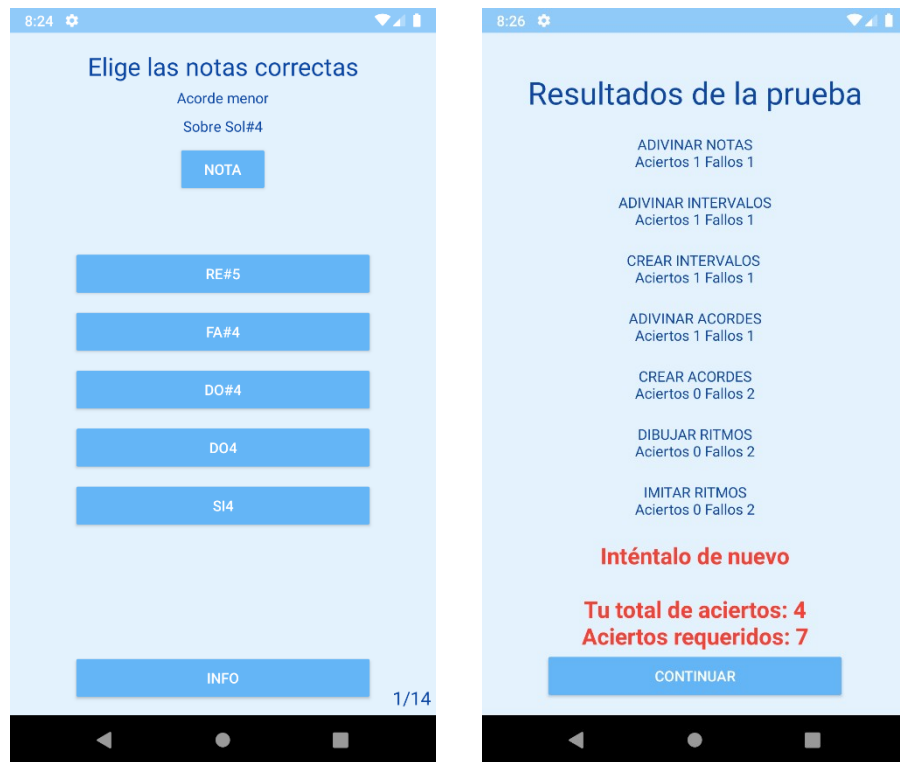 8:24
Elige las notas correctas
Acorde menor
Sobre Sol#4
NOTA
RE#5
FA#4
DO#4
DO4
SI4
INFO
1/14
8:26
Resultados de la prueba
ADIVINAR NOTAS
Aciertos 1 Fallos 1
ADIVINAR INTERVALOS
Aciertos 1 Fallos 1
CREAR INTERVALOS
Aciertos 1 Fallos 1
ADIVINAR ACORDES
Aciertos 1 Fallos 1
CREAR ACORDES
Aciertos 0 Fallos 2
DIBUJAR RITMOS
Aciertos 0 Fallos 2
IMITAR RITMOS
Aciertos 0 Fallos 2
Inténtalo de nuevo
Tu total de aciertos: 4
Aciertos requeridos: 7
CONTINUAR